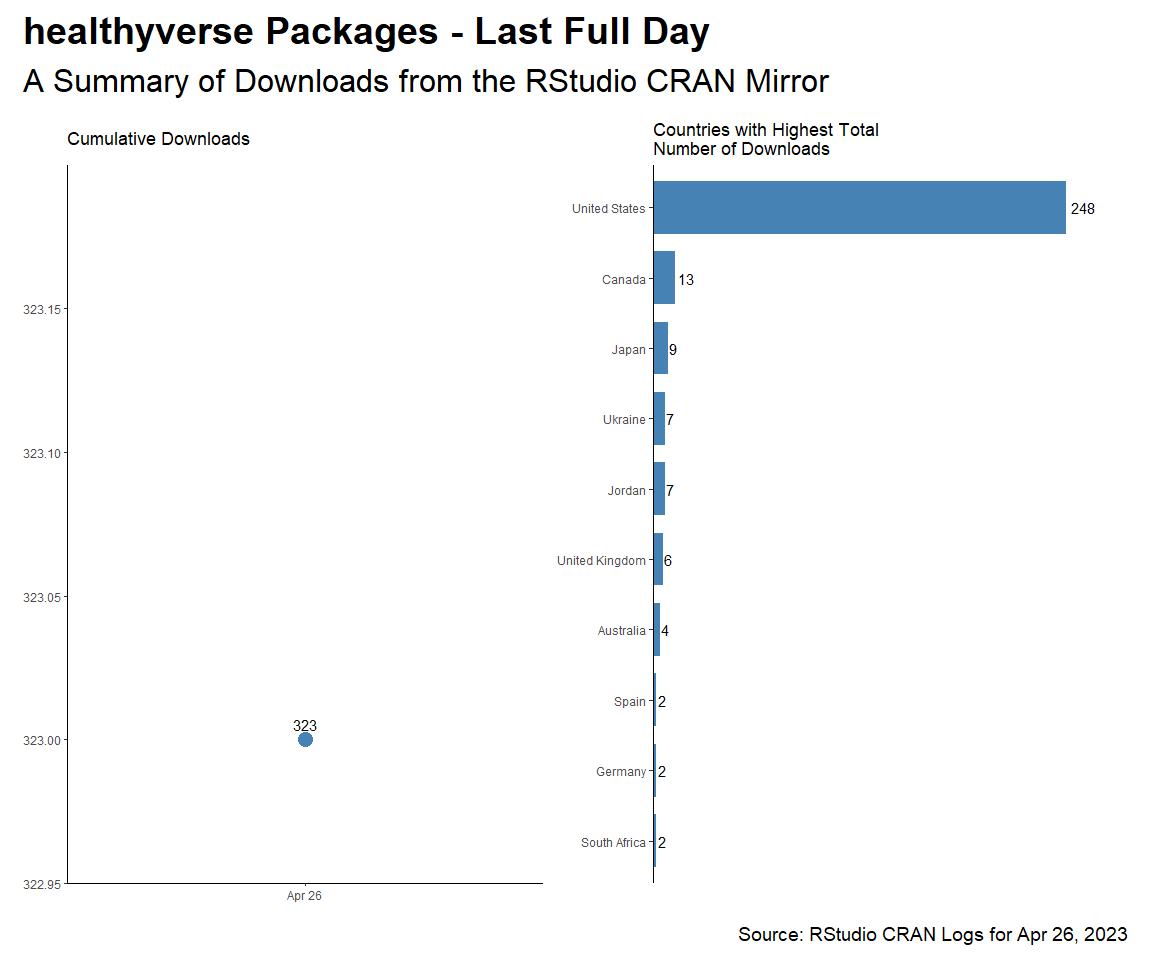 healthyverse Packages - Last Full Day
A Summary of Downloads from the RStudio CRAN Mirror
Cumulative Downloads
323.15
323.10
323.05
323.00
322.95
323
Apr 26
Countries with Highest Total
Number of Downloads
United States 248
Canada 13
Japan 9
Ukraine 7
Jordan 7
United Kingdom 6
Australia 4
Spain 2
Germany 2
South Africa 2
Source: RStudio CRAN Logs for Apr 26, 2023